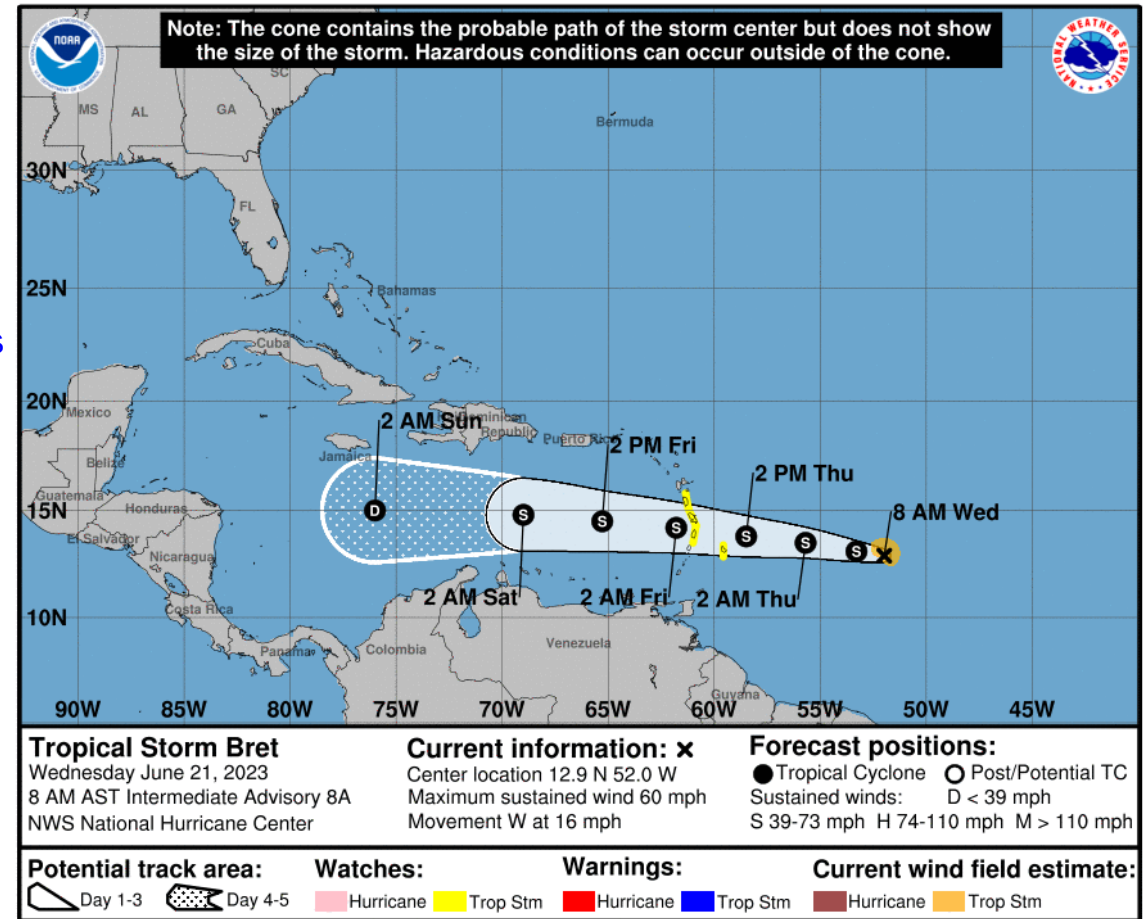 Note: The cone contains the probable path of the storm center but does not show
the size of the storm. Hazardous conditions can occur outside of the cone.
NOAA
NATIONAL WEATHER SERVICE
SC
MS AL GA
Bermuda
30N
FL
25N
Bahamas
s
Cuba
20N
Mexico
2 AM Sun
Dominican
Republic
Puerto Rico
2 PM Fri
Jamaica
Belize
2 PM Thu
Guatemala
Honduras
15N
D S S S S S S
8 AM Wed
El Salvador
Nicaragua
2 AM Sat 2 AM Fri 2 AM Thu
Costa Rica
10N
Panama
Colombia
Venezuela
Guyana
90W 85W 80W 75W 70W 65W 60W 55W 50W 45W
Tropical Storm Bret
Wednesday June 21, 2023
8 AM AST Intermediate Advisory 8A
NWS National Hurricane Center
Current information: x
Center location 12.9 N 52.0 W
Maximum sustained wind 60 mph
Movement W at 16 mph
Forecast positions:
Tropical Cyclone Post/Potential TC
Sustained winds: D < 39 mph
S 39-73 mph H 74-110 mph M > 110 mph
Potential track area:
Day 1-3 Day 4-5
Watches:
Hurricane Trop Stm
Warnings:
Hurricane Trop Stm
Current wind field estimate:
Hurricane Trop Stm